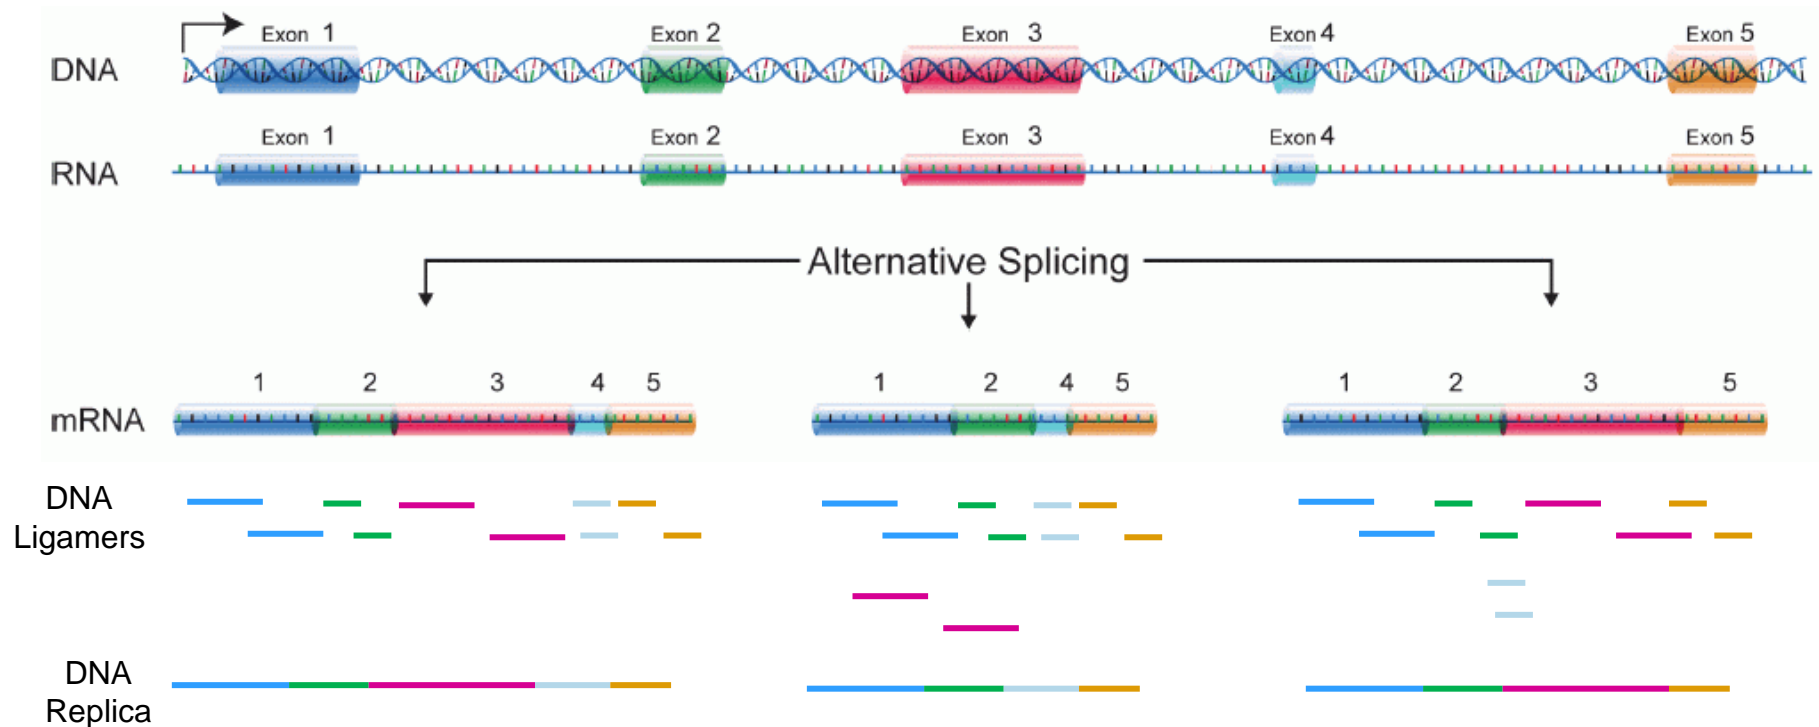 Exon 1 Exon 2 Exon 3 Exon 4 Exon 5
DNA
Exon 1 Exon 2 Exon 3 Exon 4 Exon 5
RNA
Alternative Splicing
1 2 3 4 5 1 2 4 5 1 2 3 5
mRNA
DNA
Ligamers
DNA
Replica